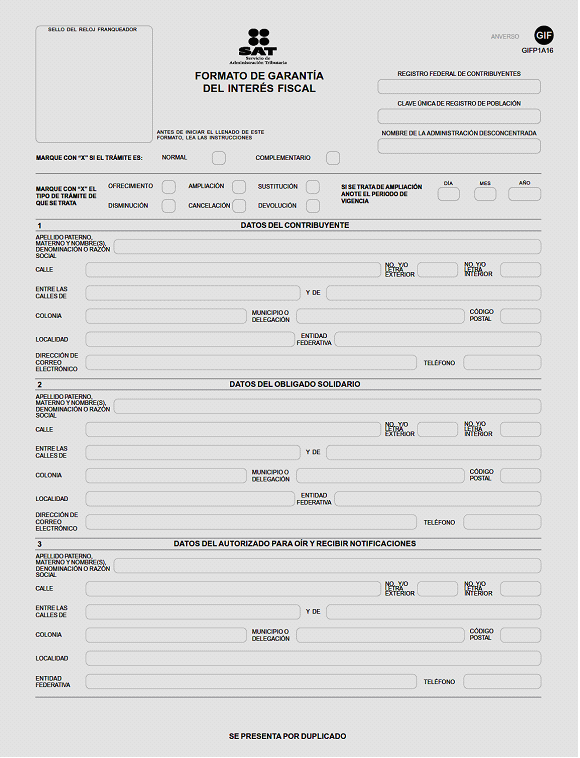 SELLO DEL RELOJ FRANQUEADOR
SAT
Servicio de
Administración Tributaria
ANVERSO
GIF
GIFP1A16
FORMATO DE GARANTÍA
DEL INTERÉS FISCAL
REGISTRO FEDERAL DE CONTRIBUYENTES
CLAVE ÚNICA DE REGISTRO DE POBLACIÓN
NOMBRE DE LA ADMINISTRACIÓN DESCONCENTRADA
ANTES DE INICIAR EL LLENADO DE ESTE
FORMATO, LEA LAS INSTRUCCIONES
MARQUE CON "X" SI EL TRÁMITE ES: NORMAL COMPLEMENTARIO
MARQUE CON "X" EL
TIPO DE TRÁMITE DE
QUE SE TRATA
OFRECIMIENTO AMPLIACIÓN SUSTITUCIÓN
DISMINUCIÓN CANCELACIÓN DEVOLUCIÓN
SI SE TRATA DE AMPLIACIÓN
ANOTE EL PERIODO DE
VIGENCIA
DÍA MES AÑO
1 DATOS DEL CONTRIBUYENTE
APELLIDO PATERNO,
MATERNO Y NOMBRE(S),
DENOMINACIÓN O RAZÓN
SOCIAL
CALLE
NO. Y/O
LETRA
EXTERIOR
NO. Y/O
LETRA
INTERIOR
ENTRE LAS
CALLES DE
Y DE
COLONIA
MUNICIPIO O
DELEGACIÓN
CÓDIGO
POSTAL
LOCALIDAD
ENTIDAD
FEDERATIVA
DIRECCIÓN DE
CORREO
ELECTRÓNICO
TELÉFONO
2 DATOS DEL OBLIGADO SOLIDARIO
APELLIDO PATERNO,
MATERNO Y NOMBRE(S),
DENOMINACIÓN O RAZÓN
SOCIAL
CALLE
NO. Y/O
LETRA
EXTERIOR
NO. Y/O
LETRA
INTERIOR
ENTRE LAS
CALLES DE
Y DE
COLONIA
MUNICIPIO O
DELEGACIÓN
CÓDIGO
POSTAL
LOCALIDAD
ENTIDAD
FEDERATIVA
DIRECCIÓN DE
CORREO
ELECTRÓNICO
TELÉFONO
3 DATOS DEL AUTORIZADO PARA OÍR Y RECIBIR NOTIFICACIONES
APELLIDO PATERNO,
MATERNO Y NOMBRE(S),
DENOMINACIÓN O RAZÓN
SOCIAL
CALLE
NO. Y/O
LETRA
EXTERIOR
NO. Y/O
LETRA
INTERIOR
ENTRE LAS
CALLES DE
Y DE
COLONIA
MUNICIPIO O
DELEGACIÓN
CÓDIGO
POSTAL
LOCALIDAD
ENTIDAD
FEDERATIVA
TELÉFONO
SE PRESENTA POR DUPLICADO